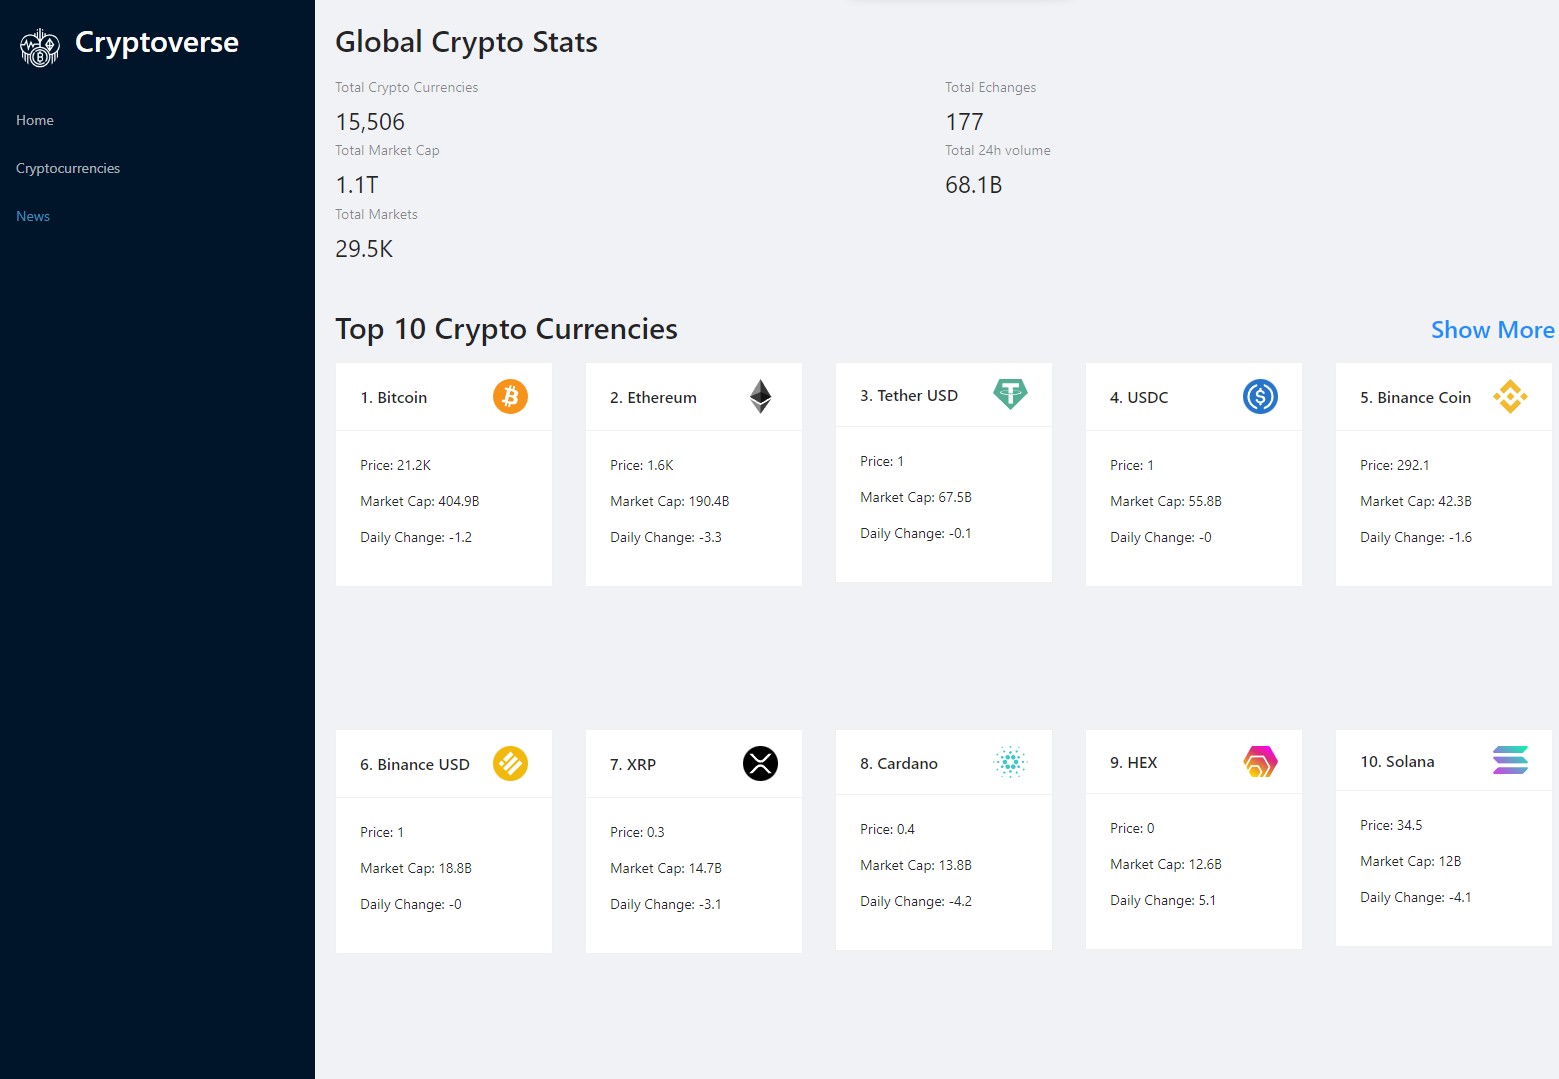 Cryptoverse
Home
Cryptocurrencies
News
Global Crypto Stats
Total Crypto Currencies
15,506
Total Echanges
177
Total Market Cap
1.1T
Total 24h volume
68.1B
Total Markets
29.5K
Top 10 Crypto Currencies
Show More
1. Bitcoin
Price: 21.2K
Market Cap: 404.9B
Daily Change: -1.2
2. Ethereum
Price: 1.6K
Market Cap: 190.4B
Daily Change: -3.3
3. Tether USD
Price: 1
Market Cap: 67.5B
Daily Change: -0.1
4. USDC
Price: 1
Market Cap: 55.8B
Daily Change: -0
5. Binance Coin
Price: 292.1
Market Cap: 42.3B
Daily Change: -1.6
6. Binance USD
Price: 1
Market Cap: 18.8B
Daily Change: -0
7. XRP
Price: 0.3
Market Cap: 14.7B
Daily Change: -3.1
8. Cardano
Price: 0.4
Market Cap: 13.8B
Daily Change: -4.2
9. HEX
Price: 0
Market Cap: 12.6B
Daily Change: 5.1
10. Solana
Price: 34.5
Market Cap: 12B
Daily Change: -4.1